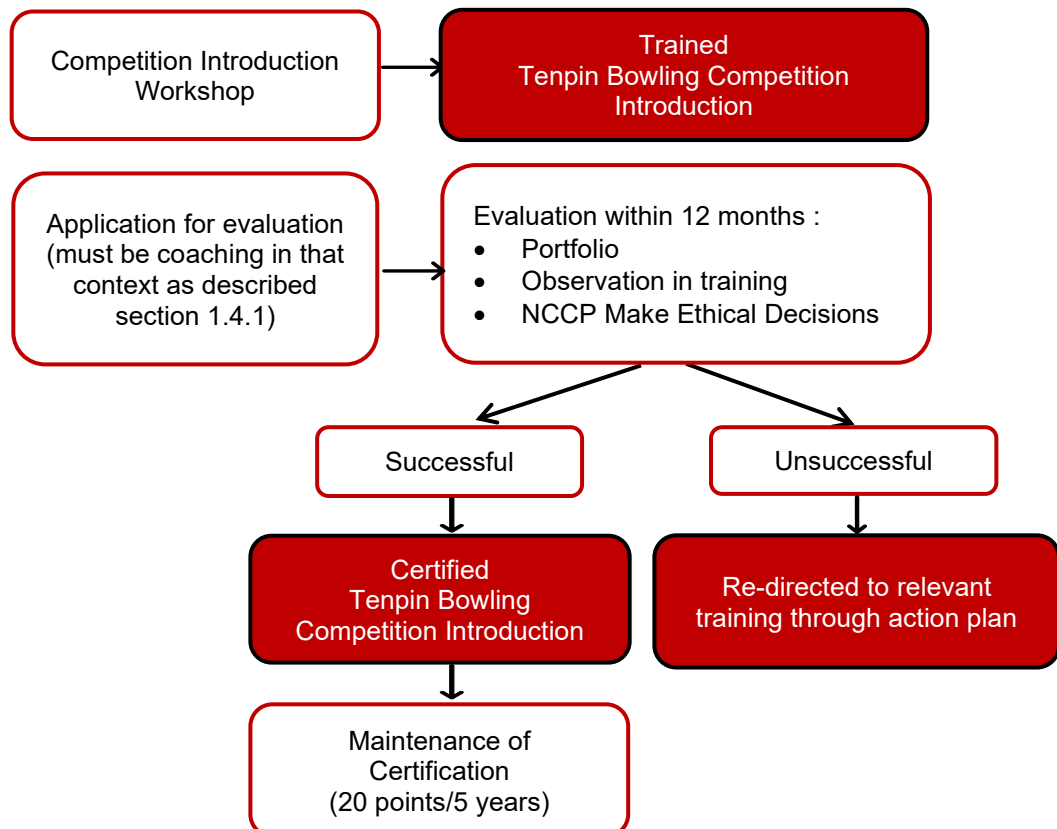 Competition Introduction
Workshop
Trained
Tenpin Bowling Competition
Introduction
Application for evaluation
(must be coaching in that
context as described
section 1.4.1)
Evaluation within 12 months :
• Portfolio
• Observation in training
• NCCP Make Ethical Decisions
Successful
Unsuccessful
Certified
Tenpin Bowling
Competition Introduction
Re-directed to relevant
training through action plan
Maintenance of
Certification
(20 points/5 years)